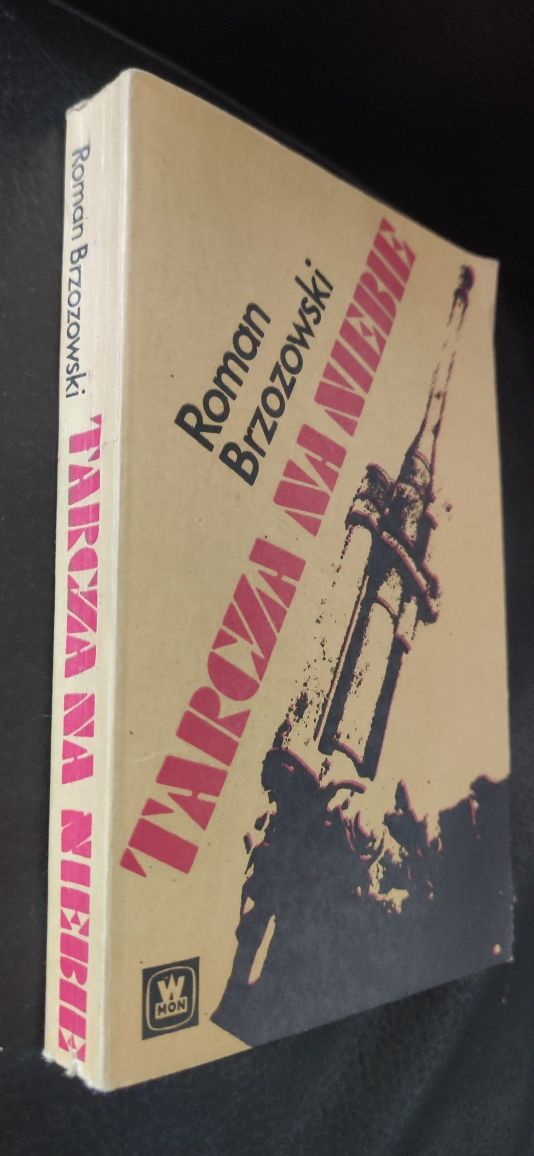 Roman Brzozowski TARCZA NA NIEBIE
Roman
Brzozowski
TARCZA NA NIEBIE
W
MON